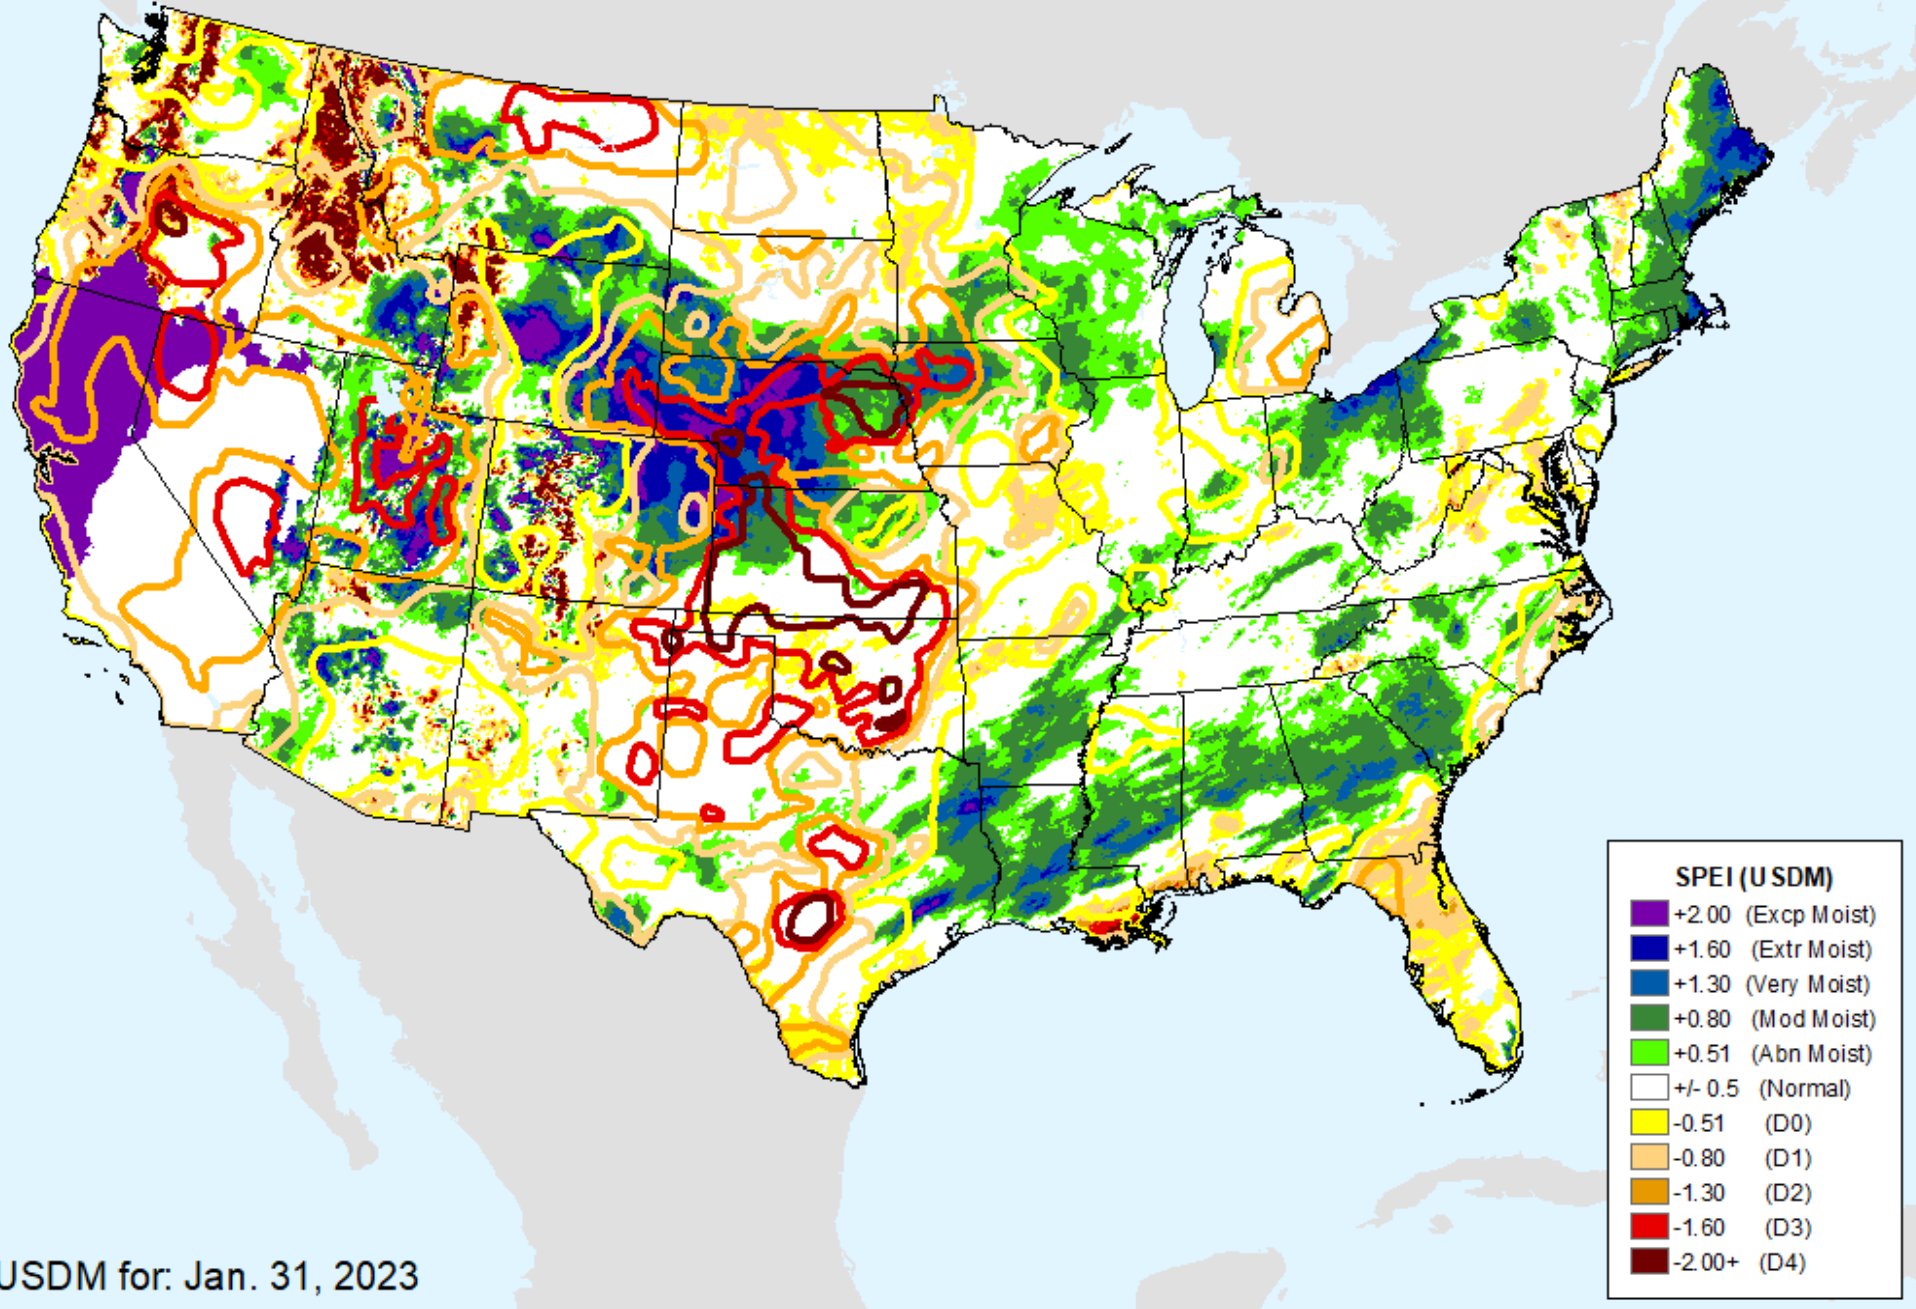 SPEI (USDM)
+2.00 (Excp Moist)
+1.60 (Extr Moist)
+1.30 (Very Moist)
+0.80 (Mod Moist)
+0.51 (Abn Moist)
+/- 0.5 (Normal)
-0.51 (D0)
-0.80 (D1)
-1.30 (D2)
-1.60 (D3)
-2.00+ (D4)
USDM for: Jan. 31, 2023